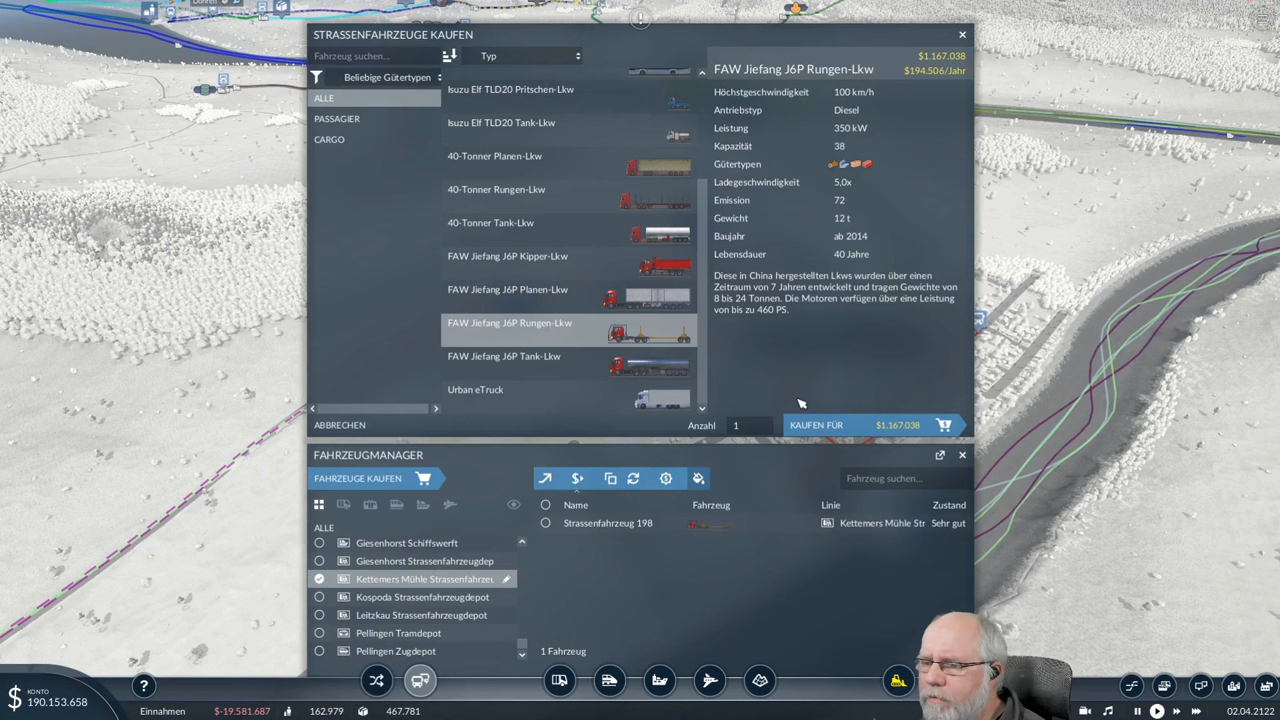 Döhren
STRASSENFAHRZEUGE KAUFEN
Fahrzeug suchen...
Typ
Beliebige Gütertypen
ALLE
PASSAGIER
CARGO
Isuzu Elf TLD20 Pritschen-Lkw
Isuzu Elf TLD20 Tank-Lkw
40-Tonner Planen-Lkw
40-Tonner Rungen-Lkw
40-Tonner Tank-Lkw
FAW Jiefang J6P Kipper-Lkw
FAW Jiefang J6P Planen-Lkw
FAW Jiefang J6P Rungen-Lkw
FAW Jiefang J6P Tank-Lkw
Urban eTruck
$1.167.038
FAW Jiefang J6P Rungen-Lkw
$194.506/Jahr
Höchstgeschwindigkeit 100 km/h
Antriebstyp Diesel
Leistung 350 kW
Kapazität 38
Gütertypen
Ladegeschwindigkeit 5,0x
Emission 72
Gewicht 12 t
Baujahr ab 2014
Lebensdauer 40 Jahre
Diese in China hergestellten Lkws wurden über einen
Zeitraum von 7 Jahren entwickelt und tragen Gewichte von
8 bis 24 Tonnen. Die Motoren verfügen über eine Leistung
von bis zu 460 PS.
ABBRECHEN
Anzahl 1
KAUFEN FÜR $1.167.038
FAHRZEUGMANAGER
FAHRZEUGE KAUFEN
Fahrzeug suchen...
Name Fahrzeug Linie Zustand
Strassenfahrzeug 198 Kettemers Mühle Str Sehr gut
ALLE
Giesenhorst Schiffswerft
Giesenhorst Strassenfahrzeugdep
Kettemers Mühle Strassenfahrzeu
Kospoda Strassenfahrzeugdepot
Leitzkau Strassenfahrzeugdepot
Pellingen Tramdepot
Pellingen Zugdepot
1 Fahrzeug
$ KONTO
190.153.658
?
Einnahmen $-19.581.687 162.979 467.781
02.04.2122